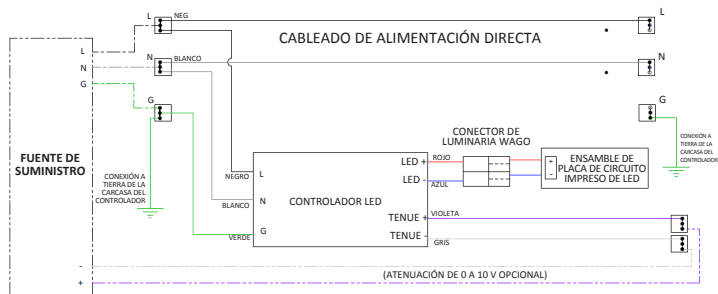 L
NEG
L
CABLEADO DE ALIMENTACIÓN DIRECTA
L
N
BLANCO
N
N
G
G
G
CONECTOR DE
LUMINARIA WAGO
CONEXIÓN A
TIERRA DE LA
CARCASA DEL
CONTROLADOR
FUENTE DE
SUMINISTRO
CONEXIÓN A
TIERRA DE LA
CARCASA DEL
CONTROLADOR
NEGRO
L
LED +
ROJO
+
-
ENSAMBLE DE
PLACA DE CIRCUITO
IMPRESO DE LED
LED -
AZUL
BLANCO
N
CONTROLADOR LED
TENUE +
VIOLETA
VERDE
G
TENUE -
GRIS
-
+
(ATENUACIÓN DE 0 A 10 V OPCIONAL)